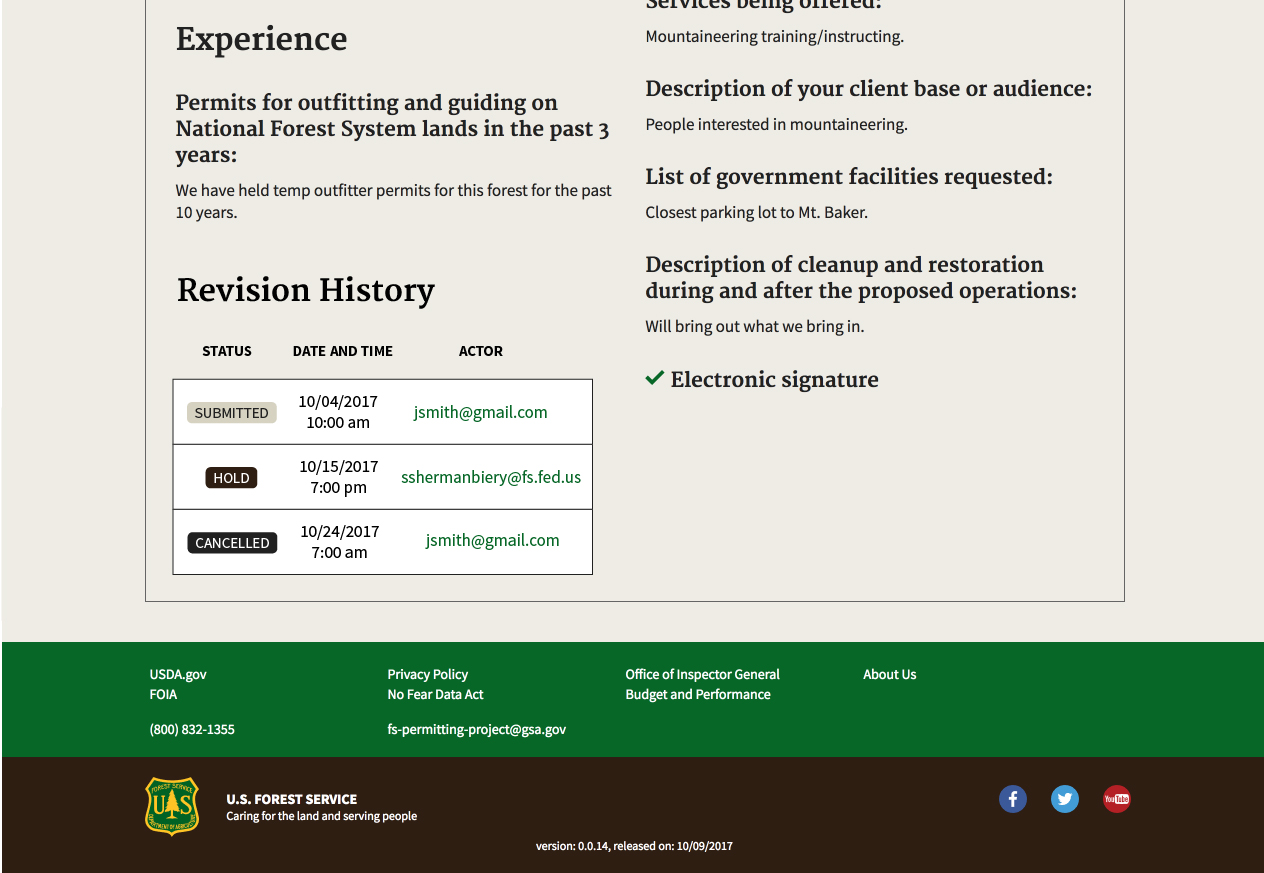 Experience
Permits for outfitting and guiding on
National Forest System lands in the past 3
years:
We have held temp outfitter permits for this forest for the past
10 years.
Revision History
STATUS DATE AND TIME ACTOR
SUBMITTED 10/04/2017 10:00 am jsmith@gmail.com
HOLD 10/15/2017 7:00 pm sshermanbiery@fs.fed.us
CANCELLED 10/24/2017 7:00 am jsmith@gmail.com
Services being offered:
Mountaineering training/instructing.
Description of your client base or audience:
People interested in mountaineering.
List of government facilities requested:
Closest parking lot to Mt. Baker.
Description of cleanup and restoration
during and after the proposed operations:
Will bring out what we bring in.
Electronic signature
USDA.gov Privacy Policy Office of Inspector General About Us
FOIA No Fear Data Act Budget and Performance
(800) 832-1355 fs-permitting-project@gsa.gov
FOREST SERVICE
U S
DEPARTMENT OF AGRICULTURE
U.S. FOREST SERVICE
Caring for the land and serving people
YouTube
version: 0.0.14, released on: 10/09/2017